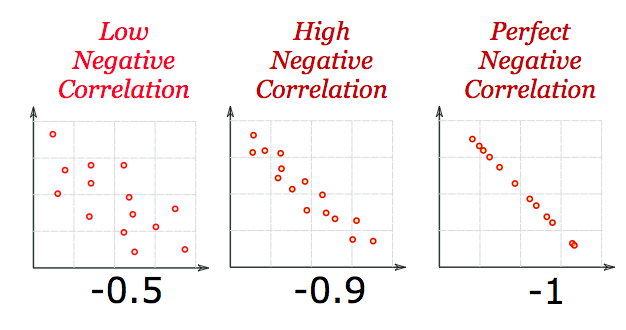 Low
Negative
Correlation
High
Negative
Correlation
Perfect
Negative
Correlation
-0.5
-0.9
-1